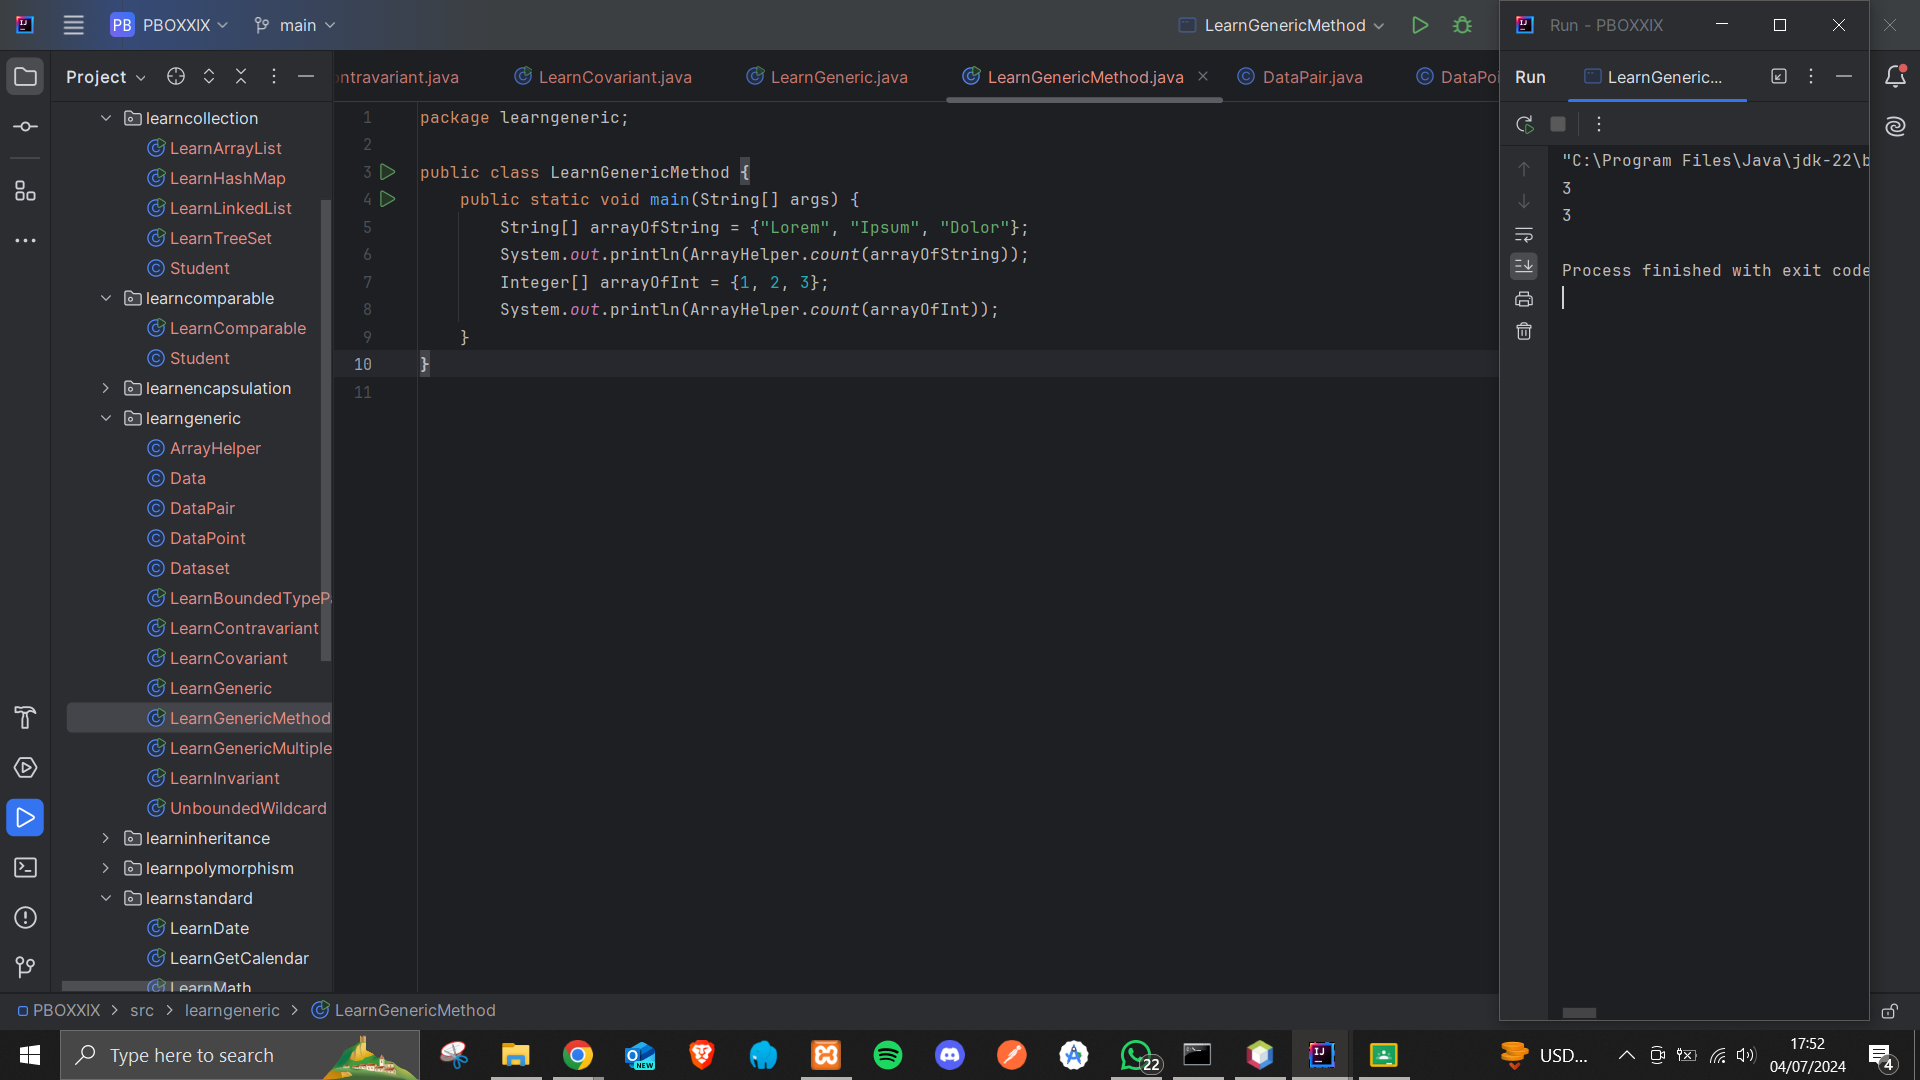 PB PBOXXIX main LearnGenericMethod Run - PBOXXIX
Project
ntravariant.java LearnCovariant.java LearnGeneric.java LearnGenericMethod.java DataPair.java DataPoi
Run LearnGeneric...
learncollection
LearnArrayList
LearnHashMap
LearnLinkedList
LearnTreeSet
Student
learncomparable
LearnComparable
Student
learnencapsulation
learngeneric
ArrayHelper
Data
DataPair
DataPoint
Dataset
LearnBoundedTypePa
LearnContravariant
LearnCovariant
LearnGeneric
LearnGenericMethod
LearnGenericMultiple
LearnInvariant
UnboundedWildcard
learninheritance
learnpolymorphism
learnstandard
LearnDate
LearnGetCalendar
LearnMath
1 package learngeneric;
2
3 public class LearnGenericMethod {
4 public static void main(String[] args) {
5 String[] arrayOfString = {"Lorem", "Ipsum", "Dolor"};
6 System.out.println(ArrayHelper.count(arrayOfString));
7 Integer[] arrayOfInt = {1, 2, 3};
8 System.out.println(ArrayHelper.count(arrayOfInt));
9 }
10 }
11
"C:\Program Files\Java\jdk-22\b
3
3
Process finished with exit code
PBOXXIX > src > learngeneric > LearnGenericMethod
Type here to search
NEW
22
IJ
USD...
17:52
04/07/2024
4